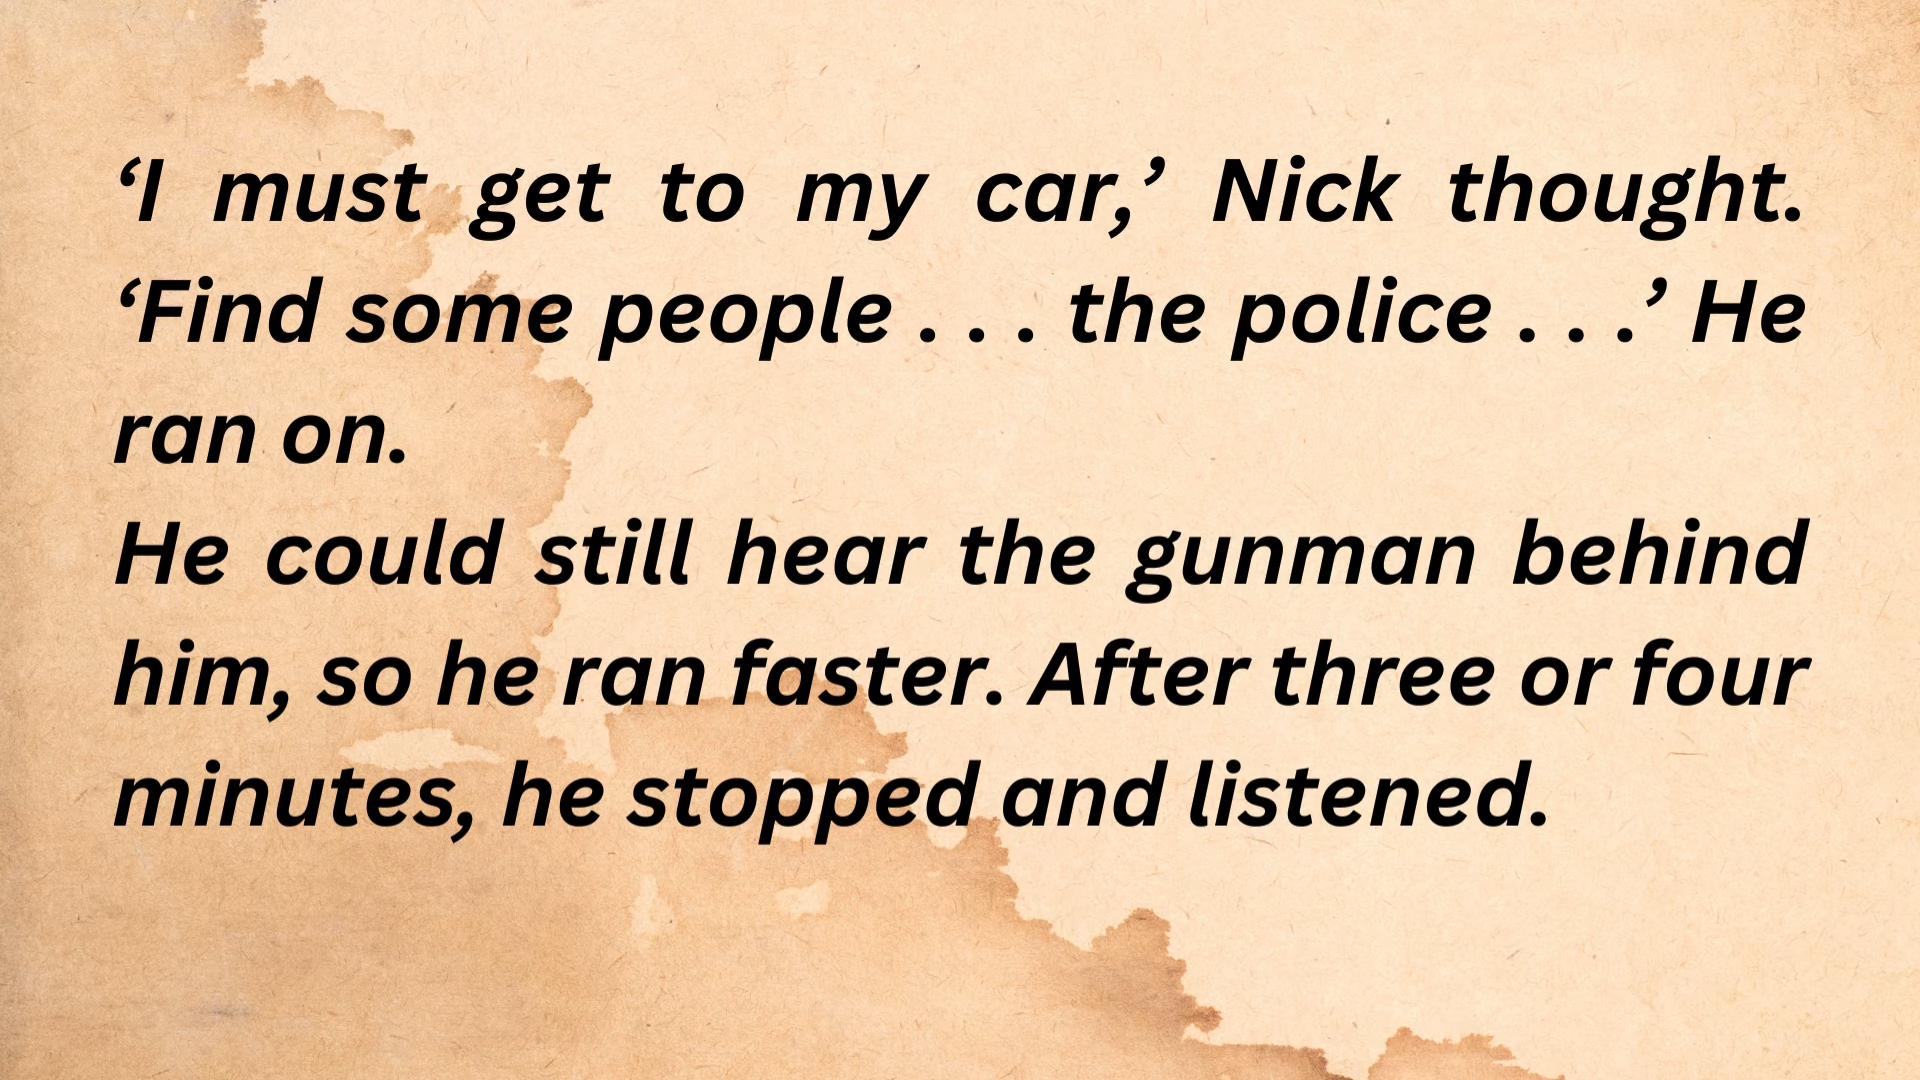 ‘I must get to my car,’ Nick thought.
‘Find some people . . . the police . . .’ He
ran on.
He could still hear the gunman behind
him, so he ran faster. After three or four
minutes, he stopped and listened.